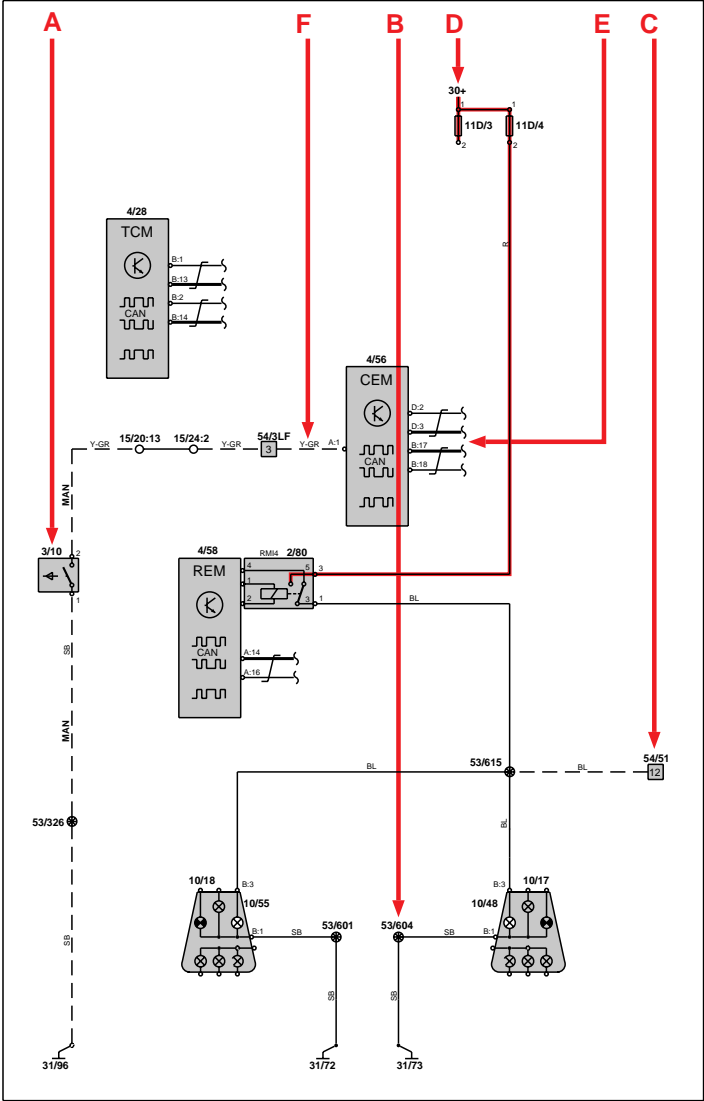 A F B D E C
30+
1 1
11D/3 11D/4
2 2
R
4/28
TCM
B:1
B:13
B:2
CAN
B:14
4/56
CEM
D:2
D:3
B:17
CAN
B:18
Y-GR 15/20:13 Y-GR 15/24:2 Y-GR 54/3LF 3 Y-GR A:1
MAN
3/10
2
1
4/58 RMI4 2/80
REM
4 5 3
1
2 3 1 BL
CAN
A:14
A:16
SB
MAN
54/51
BL 53/615 BL 12
53/326
BL
10/18 B:3 B:3 10/17
10/55 10/48
B:1 SB 53/601 53/604 SB B:1
SB
SB SB
31/96 31/72 31/73